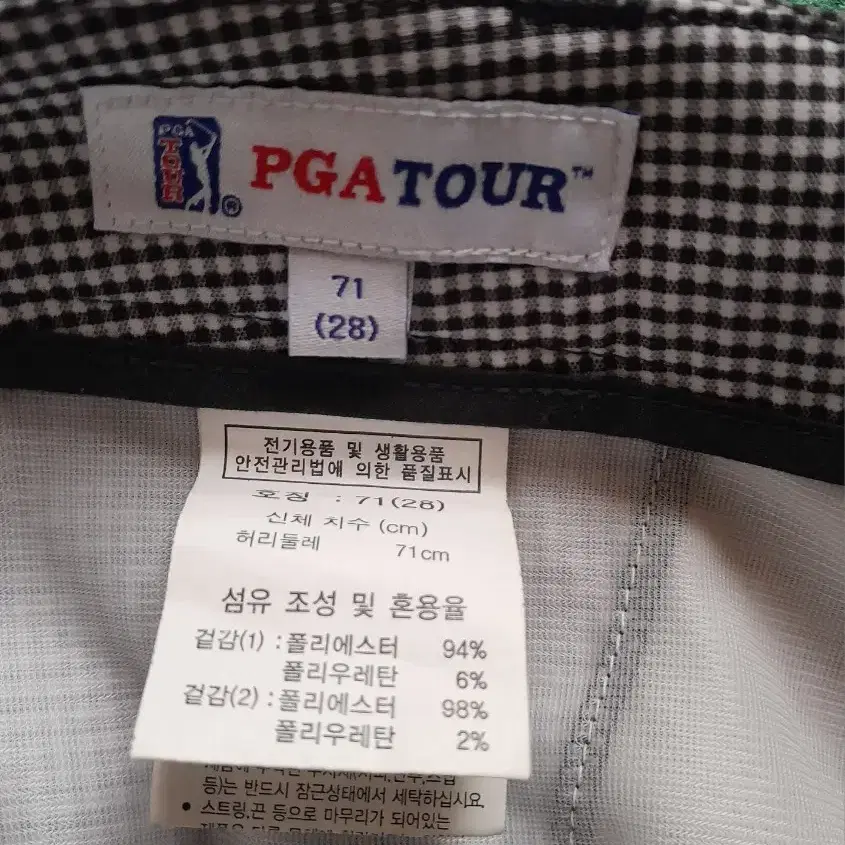 PGA
TOUR
®
PGA TOUR™
71
(28)
전기용품 및 생활용품
안전관리법에 의한 품질표시
호칭 : 71(28)
신체 치수 (cm)
허리둘레 71cm
섬유 조성 및 혼용율
겉감(1) : 폴리에스터 94%
폴리우레탄 6%
겉감(2) : 폴리에스터 98%
폴리우레탄 2%
등)는 반드시 잠근상태에서 세탁하십시요.
• 스트링,끈 등으로 마무리가 되어있는